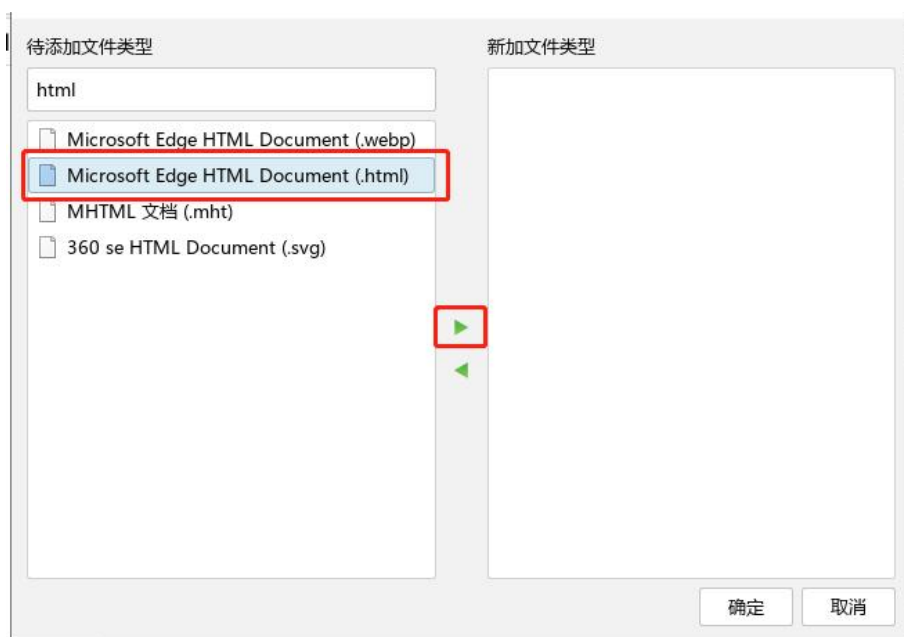 待添加文件类型
新加文件类型
html
Microsoft Edge HTML Document (.webp)
Microsoft Edge HTML Document (.html)
MHTML 文档 (.mht)
360 se HTML Document (.svg)
确定
取消